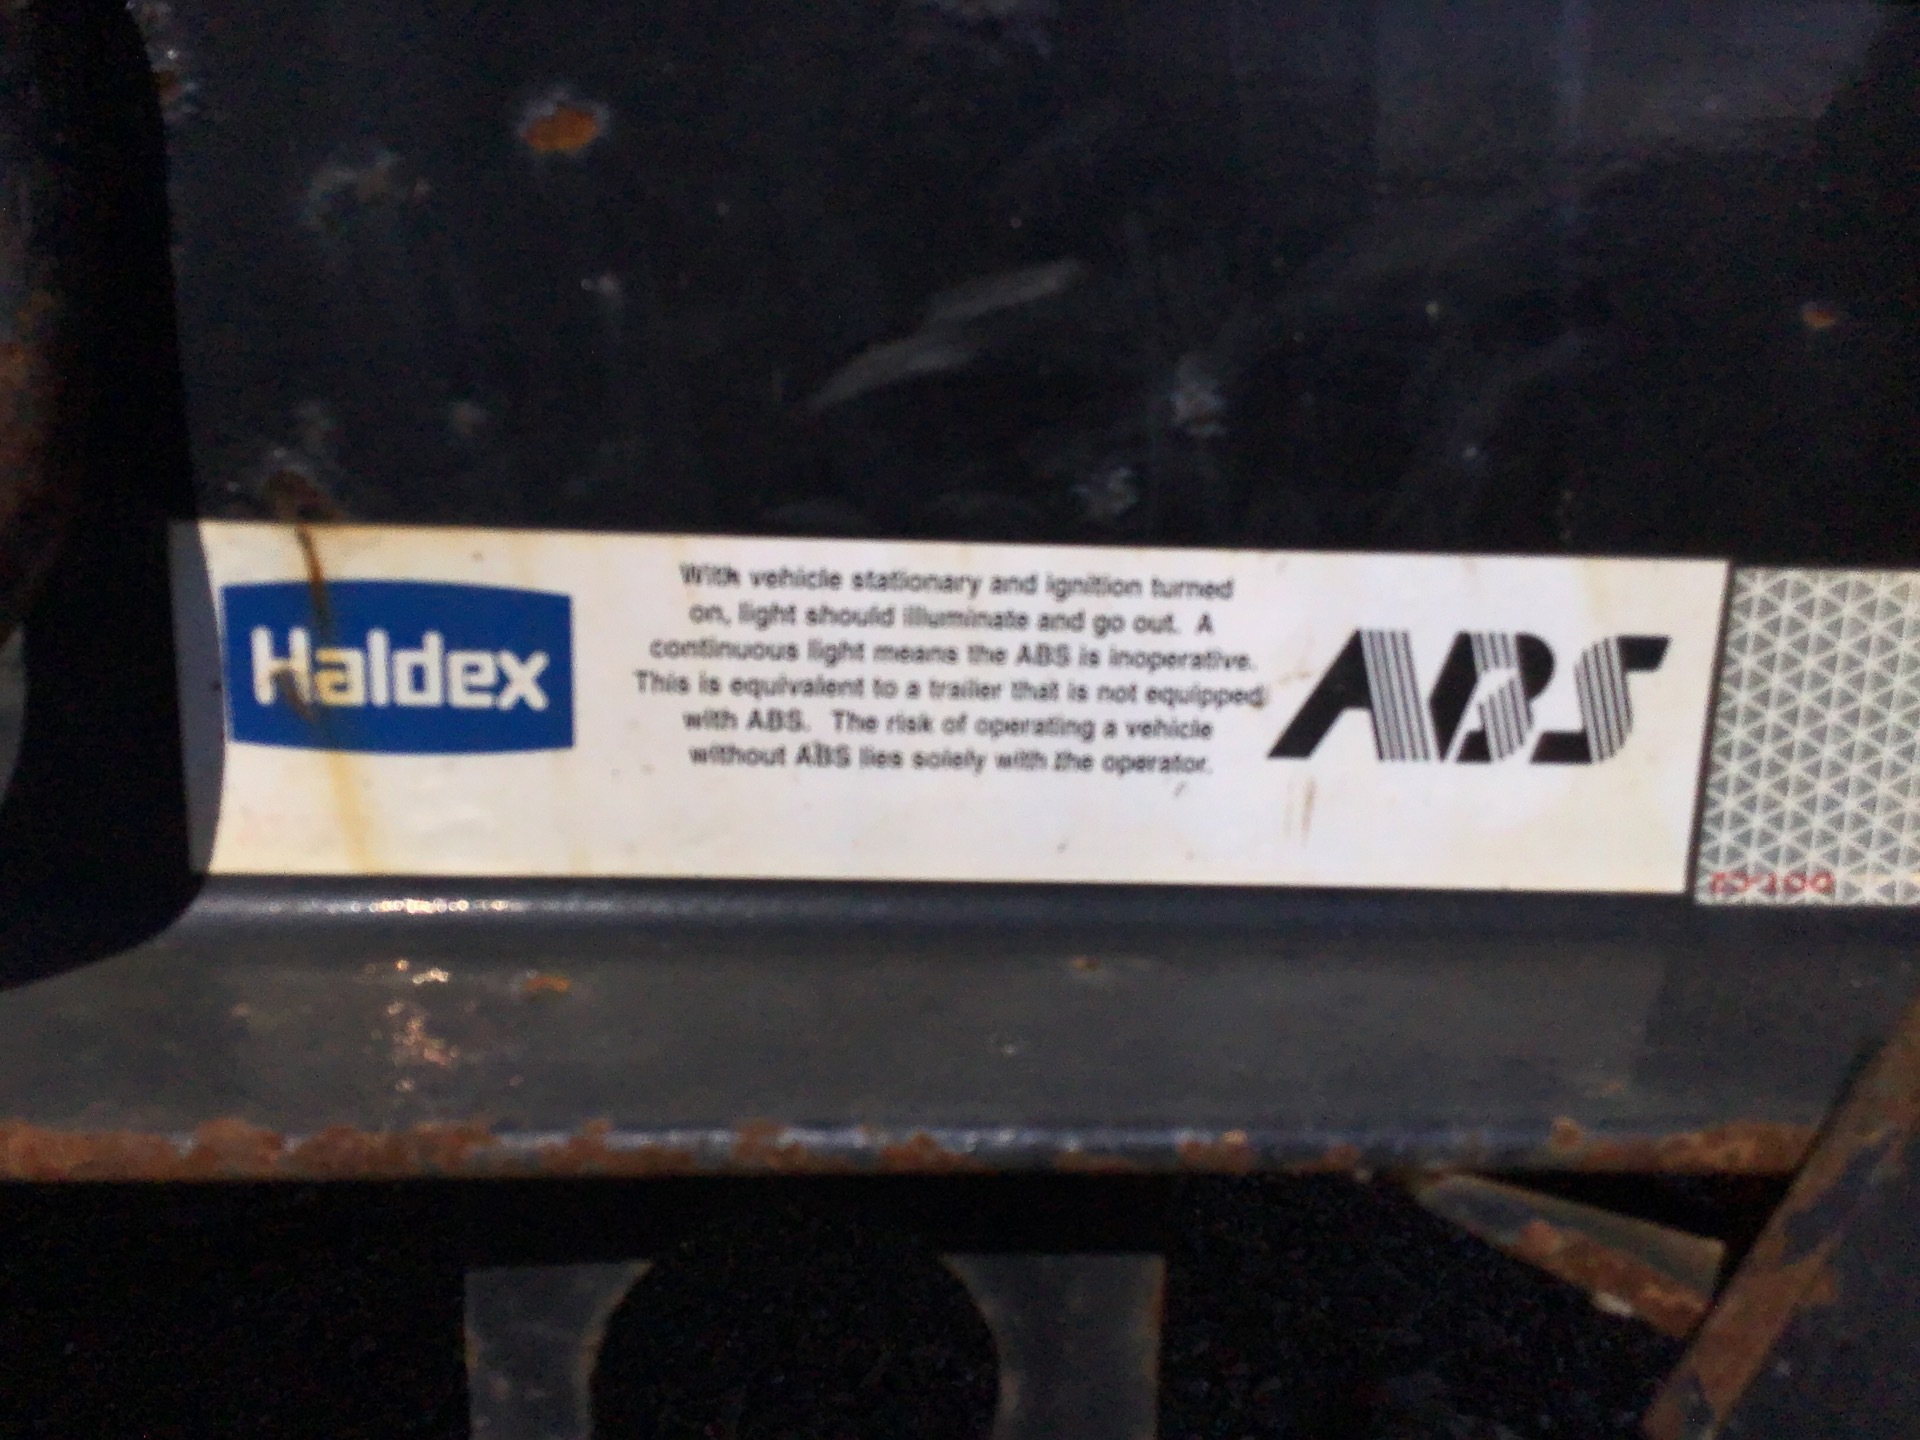 Haldex
With vehicle stationary and ignition turned
on, light should illuminate and go out. A
continuous light means the ABS is inoperative.
This is equivalent to a trailer that is not equipped
with ABS. The risk of operating a vehicle
without ABS lies solely with the operator.
ABS
DOT-C2